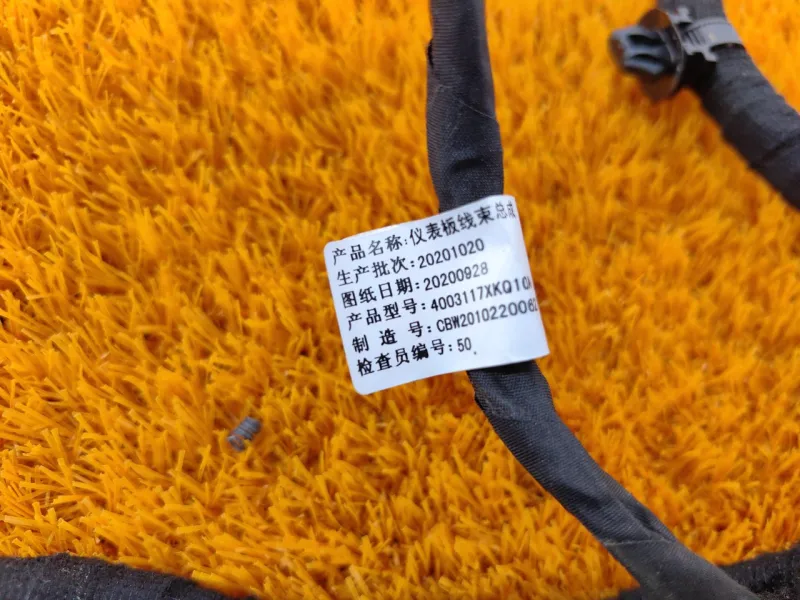 产品名称:仪表板线束总成
生产批次:20201020
图纸日期:20200928
产品型号:4003117XKQ10
制 造 号:CBW2010220062
检查员编号:50